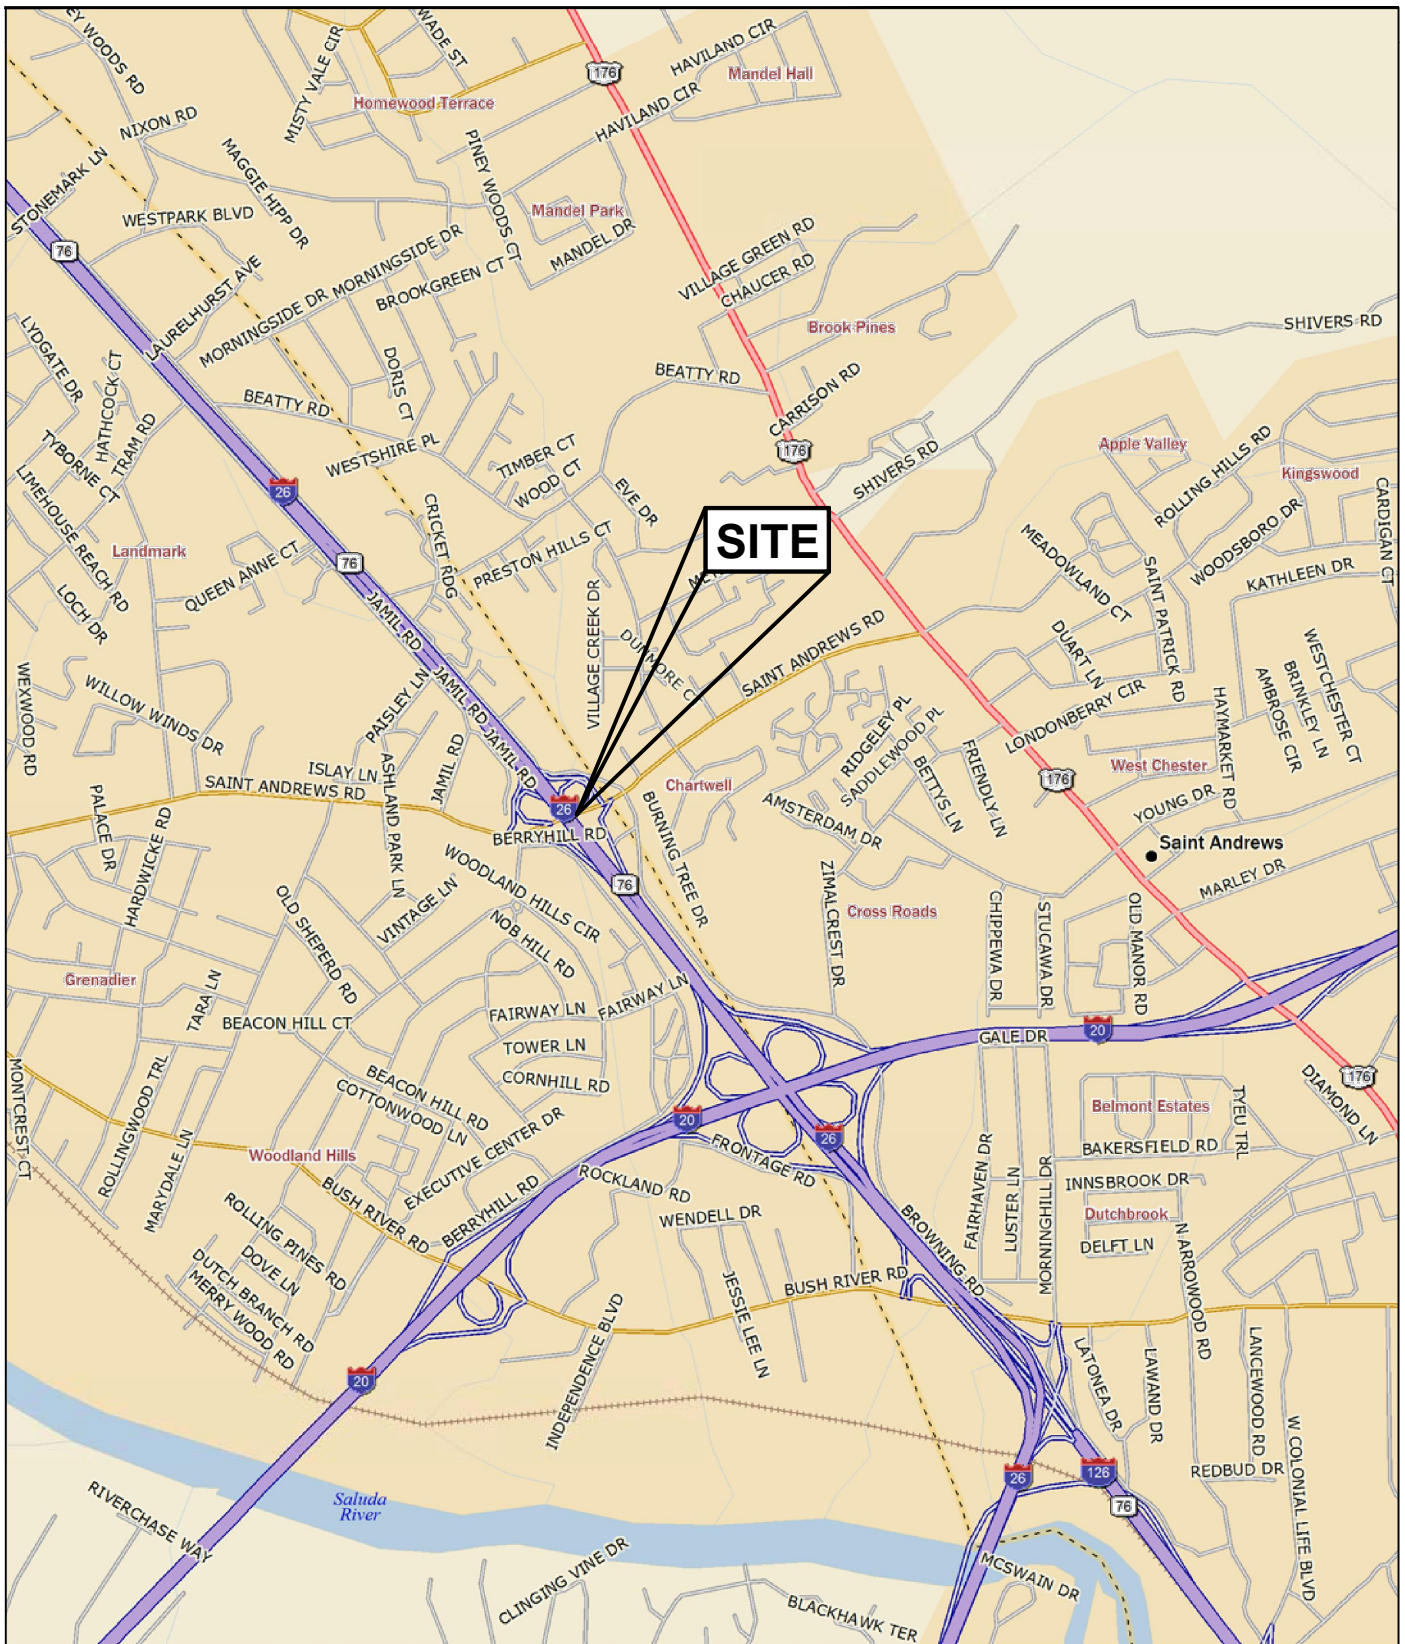 EY WOODS RD
WADE ST
MISTY VALE CIR
HAVILAND CIR
Mandel Hall
176
Homewood Terrace
HAVILAND CIR
NIXON RD
STONEMARK LN
MAGGIE HIPP DR
PINEY WOODS CT
WESTPARK BLVD
Mandel Park
MANDEL DR
76
MORNINGSIDE DR
MORNINGSIDE DR
BROOKGREEN CT
VILLAGE GREEN RD
CHAUCER RD
LAURELHURST AVE
Brook Pines
SHIVERS RD
LYDGATE DR
HATHCOCK CT
DORIS CT
BEATTY RD
BEATTY RD
CARRISON RD
TRAM RD
TYBORNE CT
WESTSHIRE PL
TIMBER CT
WOOD CT
176
SHIVERS RD
Apple Valley
ROLLING HILLS RD
Kingswood
CARDIGAN CT
LIMEHOUSE REACH RD
26
EVE DR
CRICKET RDG
SITE
Landmark
QUEEN ANNE CT
76
PRESTON HILLS CT
MEADOWLAND CT
WOODSBORO DR
KATHLEEN DR
SAINT PATRICK RD
LOCH DR
JAMIL RD
VILLAGE CREEK DR
DUNMORE C
SAINT ANDREWS RD
DUART LN
WESTCHESTER CT
BRINKLEY LN
AMBROSE CIR
WEXWOOD RD
WILLOW WINDS DR
PAISLEY LN
JAMIL RD
JAMIL RD
RIDGELEY PL
SADDLEWOOD PL
LONDONBERRY CIR
HAYMARKET RD
ISLAY LN
JAMIL RD
SAINT ANDREWS RD
ASHLAND PARK LN
Chartwell
BETTYS LN
FRIENDLY LN
West Chester
176
PALACE DR
HARDWICKE RD
26
BERRYHILL RD
BURNING TREE DR
AMSTERDAM DR
YOUNG DR
Saint Andrews
MARLEY DR
WOODLAND HILLS CIR
76
ZIMALCREST DR
Cross Roads
CHIPPEWA DR
STUCAWA DR
OLD MANOR RD
OLD SHEPERD RD
VINTAGE LN
NOB HILL RD
Grenadier
TARA LN
FAIRWAY LN
FAIRWAY LN
BEACON HILL CT
TOWER LN
GALE DR
20
MONTCREST CT
ROLLINGWOOD TRL
BEACON HILL RD
CORNHILL RD
COTTONWOOD LN
176
DIAMOND LN
TYEU TRL
Belmont Estates
20
26
BAKERSFIELD RD
MARYDALE LN
Woodland Hills
EXECUTIVE CENTER DR
FRONTAGE RD
ROCKLAND RD
FAIRHAVEN DR
LUSTER LN
MORNINGHILL DR
INNSBROOK DR
BERRYHILL RD
BUSH RIVER RD
WENDELL DR
BROWNING RD
Dutchbrook
N ARROWOOD RD
DELFT LN
ROLLING PINES RD
DOVE LN
DUTCH BRANCH RD
MERRY WOOD RD
JESSIE LEE LN
BUSH RIVER RD
INDEPENDENCE BLVD
LATONEA DR
LAWAND DR
LANCEWOOD RD
W COLONIAL LIFE BLVD
20
26
126
REDBUD DR
76
Saluda
River
RIVERCHASE WAY
CLINGING VINE DR
MCSWAIN DR
BLACKHAWK TER